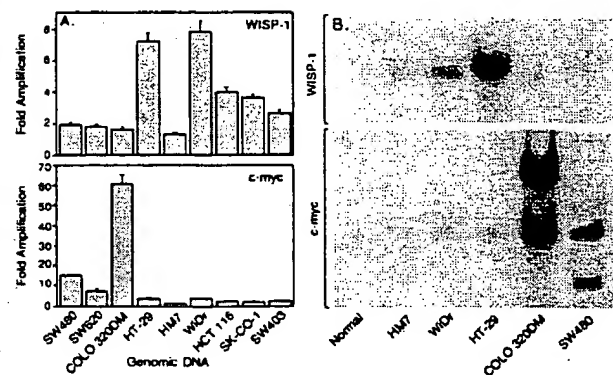 A.
WISP-1
Fold Amplification
8
6
4
2
0
c-myc
Fold Amplification
70
60
50
40
30
20
10
0
SW480
SW620
COLO 320DM
HT-29
HM7
WiDr
HCT 116
SK-CO-1
SW403
Genomic DNA
B.
WISP-1
c-myc
Normal
HM7
WiDr
HT-29
COLO 320DM
SW480